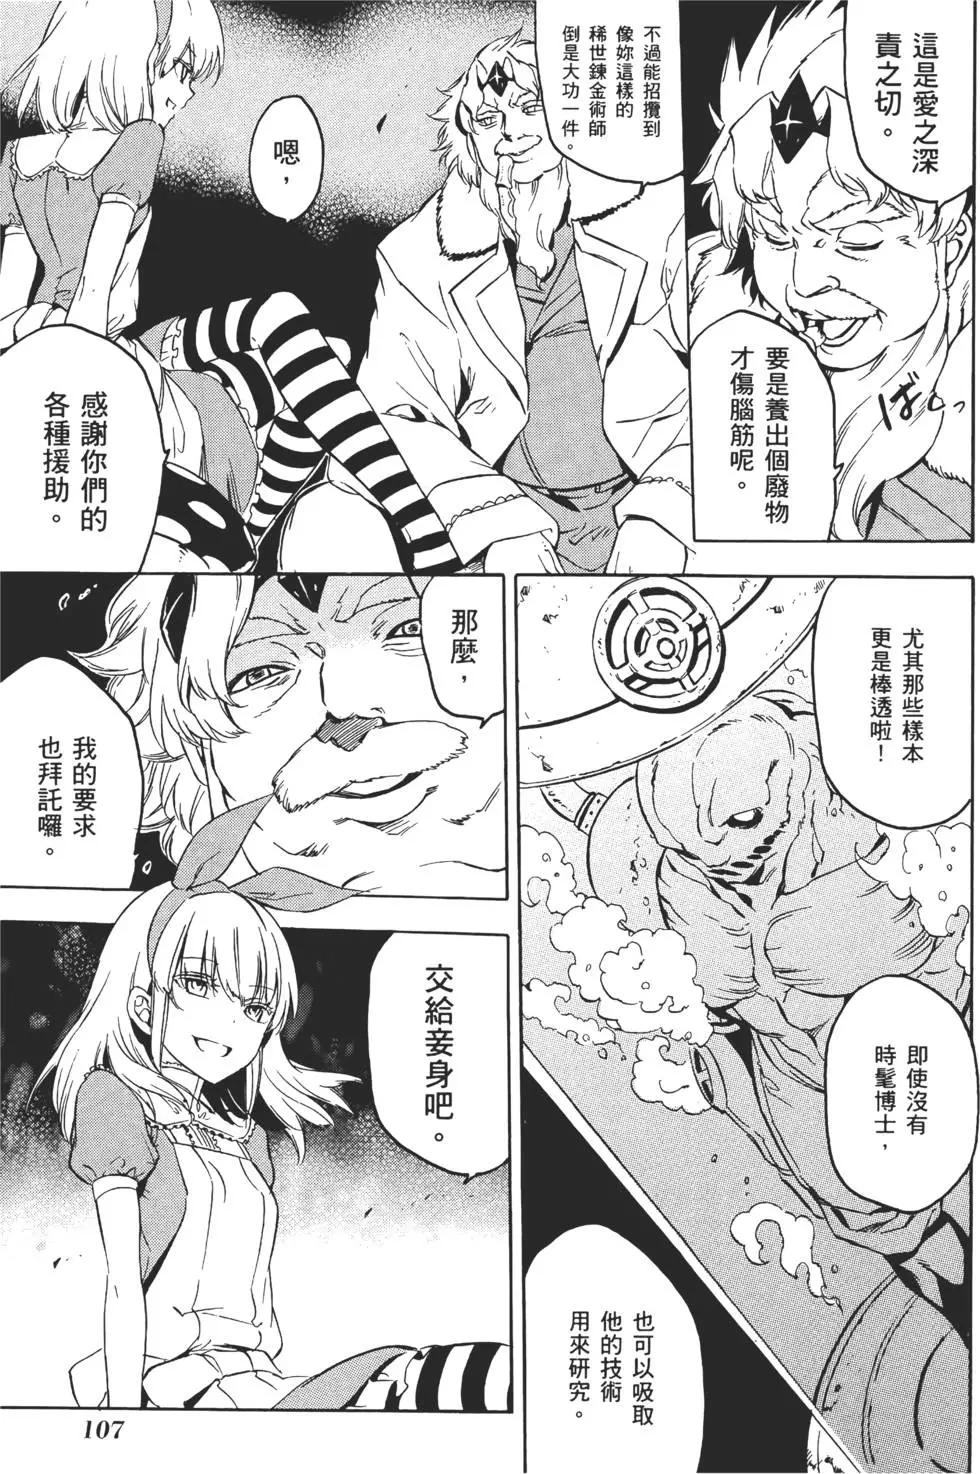 這是愛之深
責之切。
要是養出個廢物
才傷腦筋呢。
ばしっ
不過能招攬到
像妳這樣的
稀世鍊金術師
倒是大功一件。
嗯，
感謝你們的
各種援助。
尤其那些樣本
更是棒透啦！
即使沒有
時髦博士，
也可以吸取
他的技術
用來研究。
那麼，
我的要求
也拜託囉。
交給妾身吧。
107